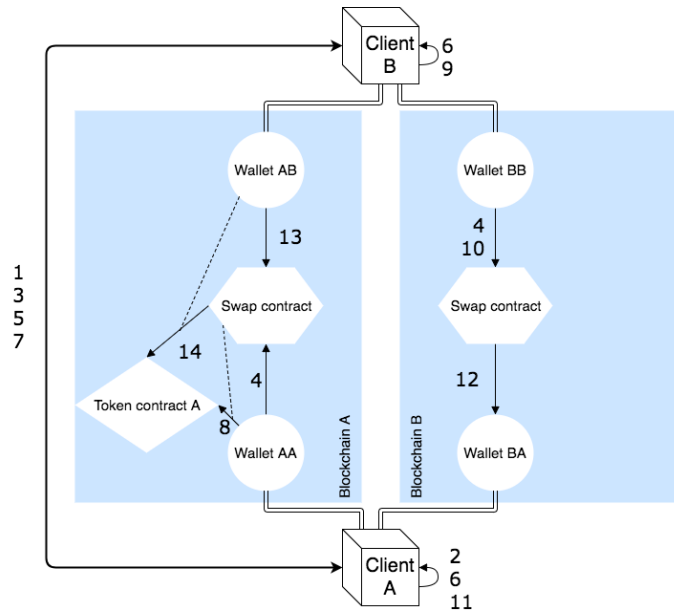 Client
B
6
9
Wallet AB
Wallet BB
13
4
10
1
3
5
7
Swap contract
Swap contract
14
4
12
Token contract A
8
Wallet AA
Blockchain A
Blockchain B
Wallet BA
Client
A
2
6
11